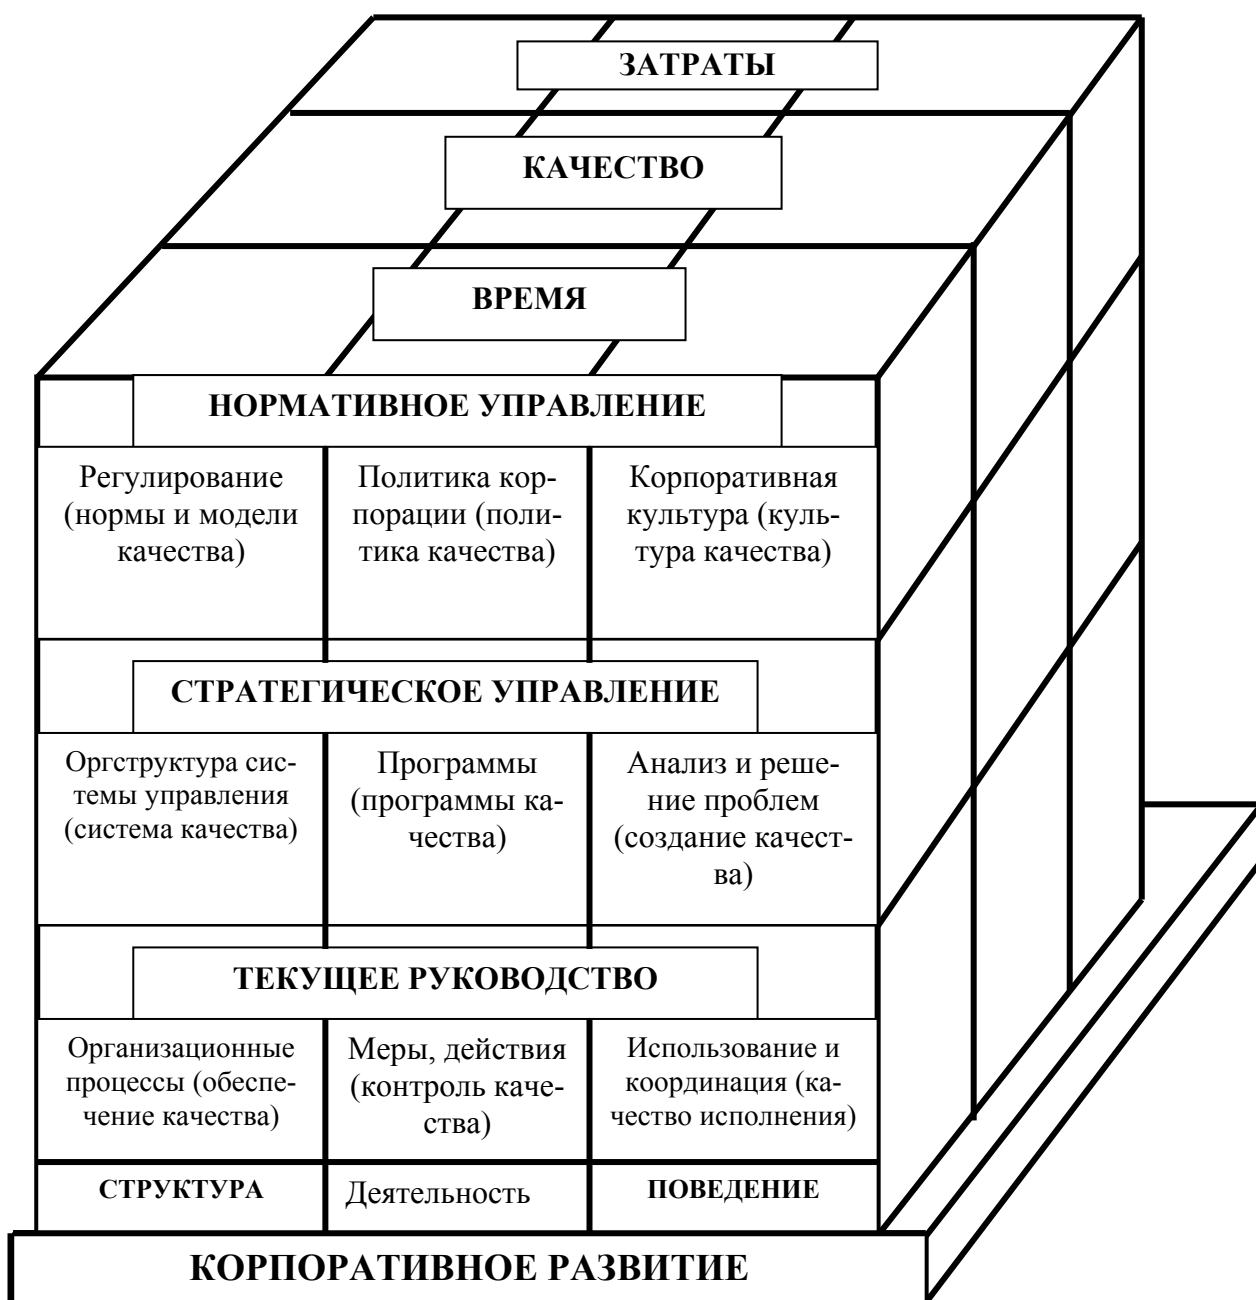 ЗАТРАТЫ
КАЧЕСТВО
ВРЕМЯ
НОРМАТИВНОЕ УПРАВЛЕНИЕ
Регулирование
(нормы и модели
качества)
Политика кор-
порации (поли-
тика качества)
Корпоративная
культура (куль-
тура качества)
СТРАТЕГИЧЕСКОЕ УПРАВЛЕНИЕ
Оргструктура сис-
темы управления
(система качества)
Программы
(программы ка-
чества)
Анализ и реше-
ние проблем
(создание качест-
ва)
ТЕКУЩЕЕ РУКОВОДСТВО
Организационные
процессы (обеспе-
чение качества)
Меры, действия
(контроль каче-
ства)
Использование и
координация (ка-
чество исполнения)
СТРУКТУРА
Деятельность
ПОВЕДЕНИЕ
КОРПОРАТИВНОЕ РАЗВИТИЕ